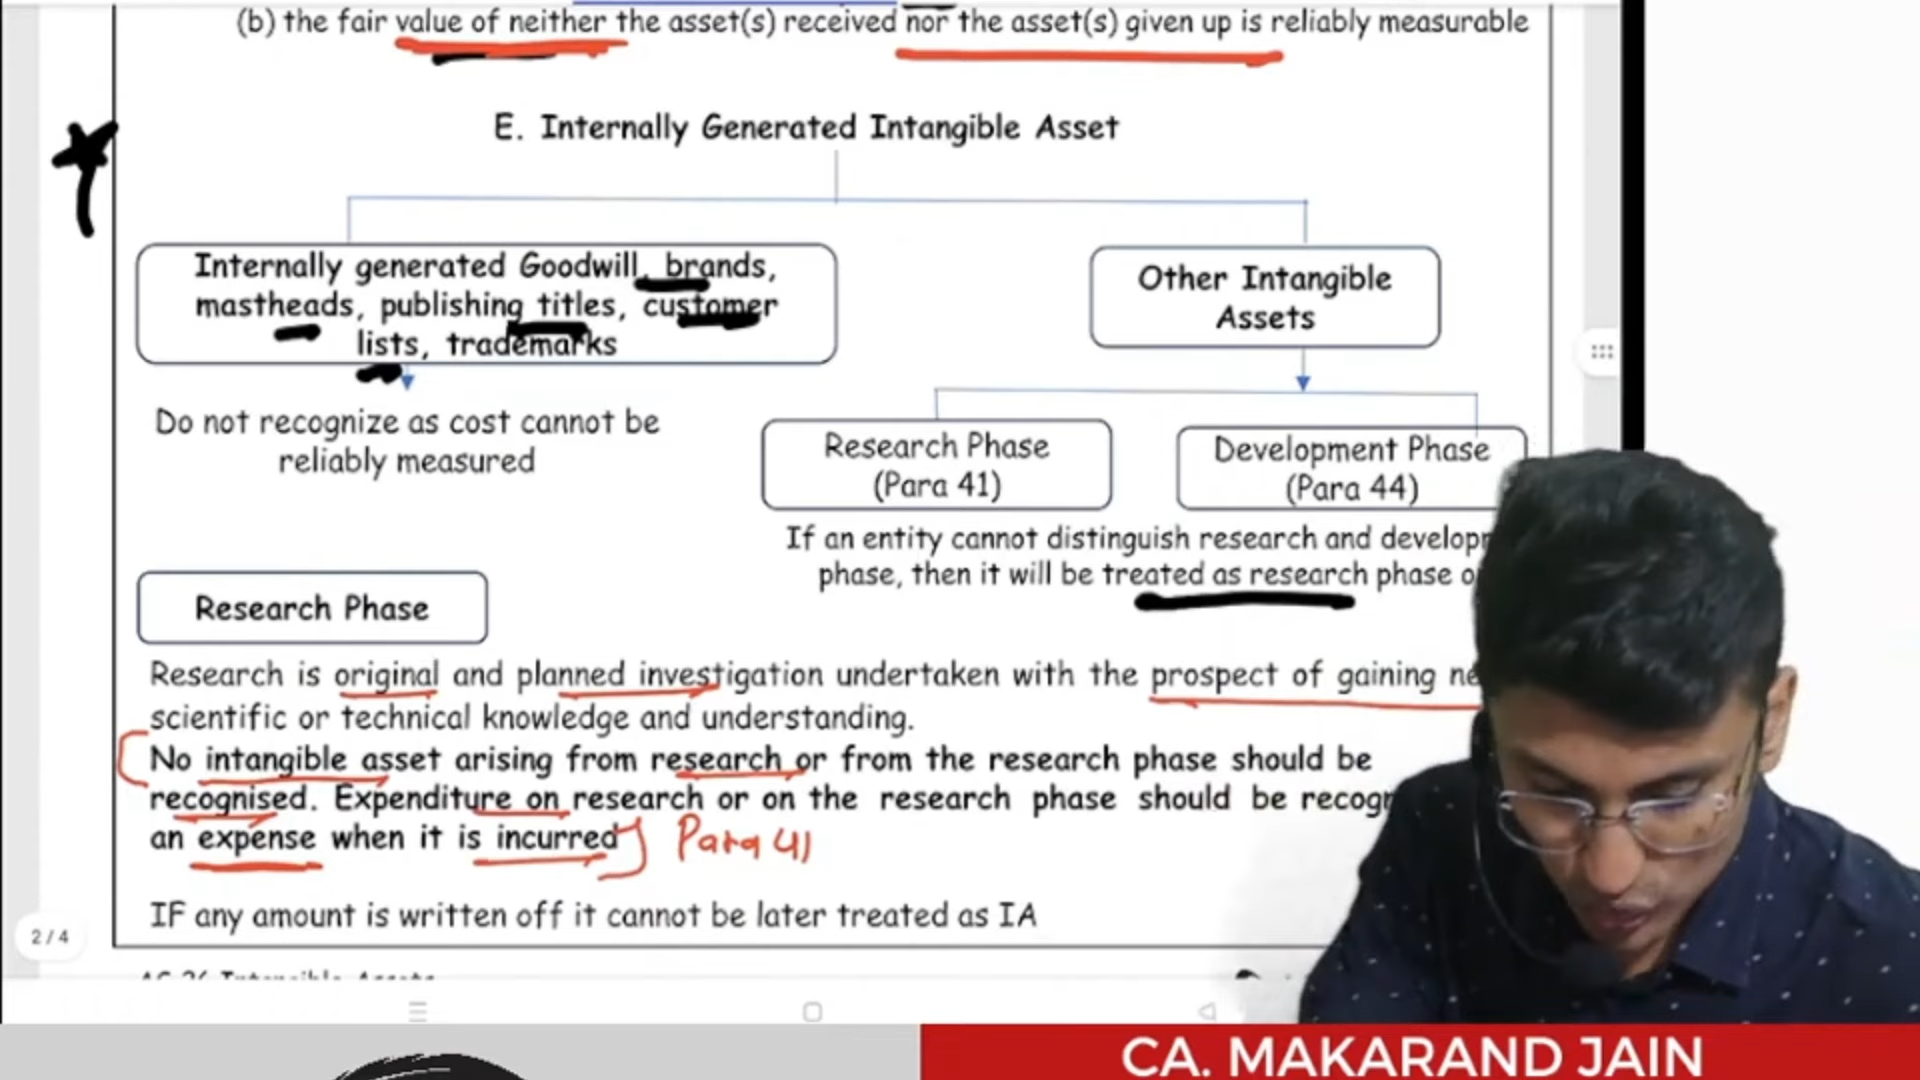 (b) the fair value of neither the asset(s) received nor the asset(s) given up is reliably measurable
E. Internally Generated Intangible Asset
Internally generated Goodwill, brands,
mastheads, publishing titles, customer
lists, trademarks
Other Intangible
Assets
Do not recognize as cost cannot be
reliably measured
Research Phase
(Para 41)
Development Phase
(Para 44)
If an entity cannot distinguish research and develop
phase, then it will be treated as research phase o
Research Phase
Research is original and planned investigation undertaken with the prospect of gaining ne
scientific or technical knowledge and understanding.
No intangible asset arising from research or from the research phase should be
recognised. Expenditure on research or on the research phase should be recogn
an expense when it is incurred Para 41
IF any amount is written off it cannot be later treated as IA
2/4
CA. MAKARAND JAIN